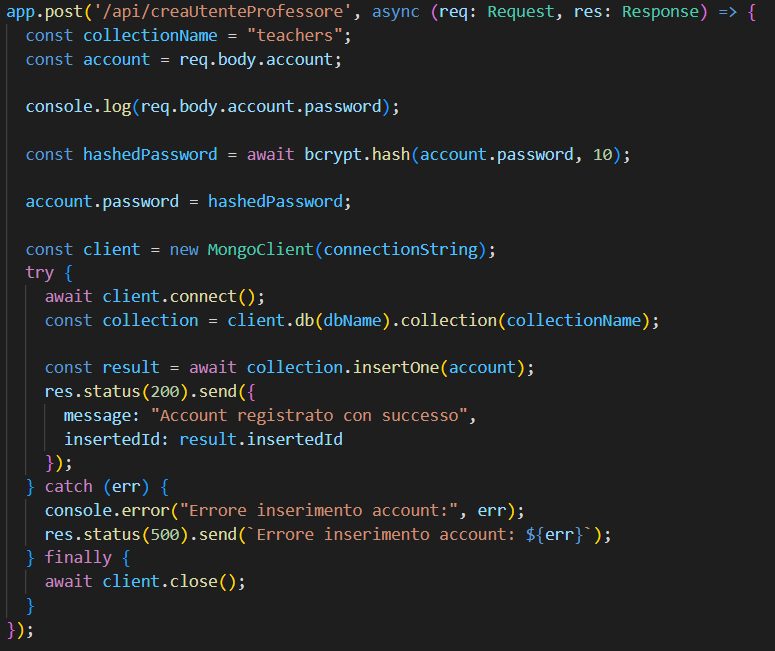 app.post('/api/creaUtenteProfessore', async (req: Request, res: Response) => {
  const collectionName = "teachers";
  const account = req.body.account;

  console.log(req.body.account.password);

  const hashedPassword = await bcrypt.hash(account.password, 10);

  account.password = hashedPassword;

  const client = new MongoClient(connectionString);
  try {
    await client.connect();
    const collection = client.db(dbName).collection(collectionName);

    const result = await collection.insertOne(account);
    res.status(200).send({
      message: "Account registrato con successo",
      insertedId: result.insertedId
    });
  } catch (err) {
    console.error("Errore inserimento account:", err);
    res.status(500).send(`Errore inserimento account: ${err}`);
  } finally {
    await client.close();
  }
});